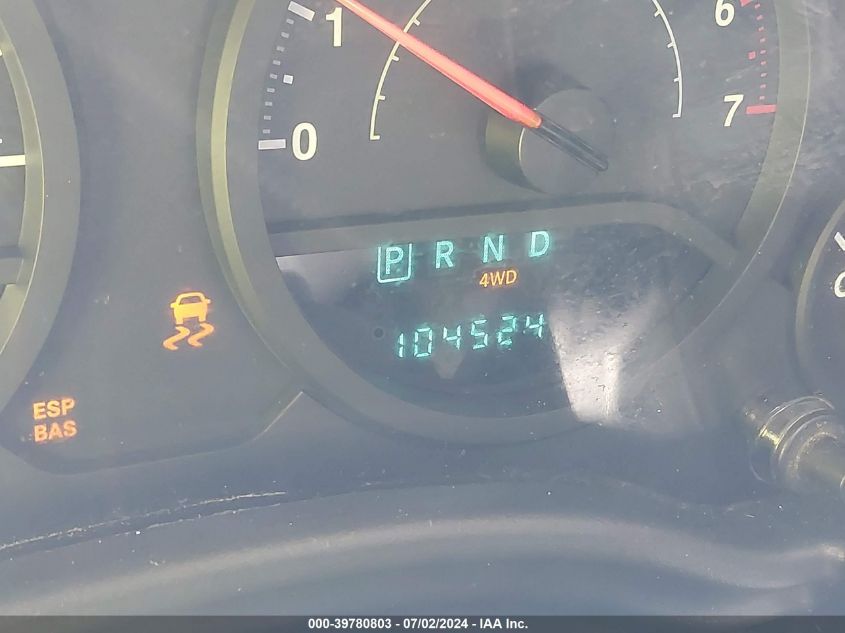 1
0
6
7
P R N D
4WD
104524
ESP
BAS
000-39780803 - 07/02/2024 - IAA Inc.